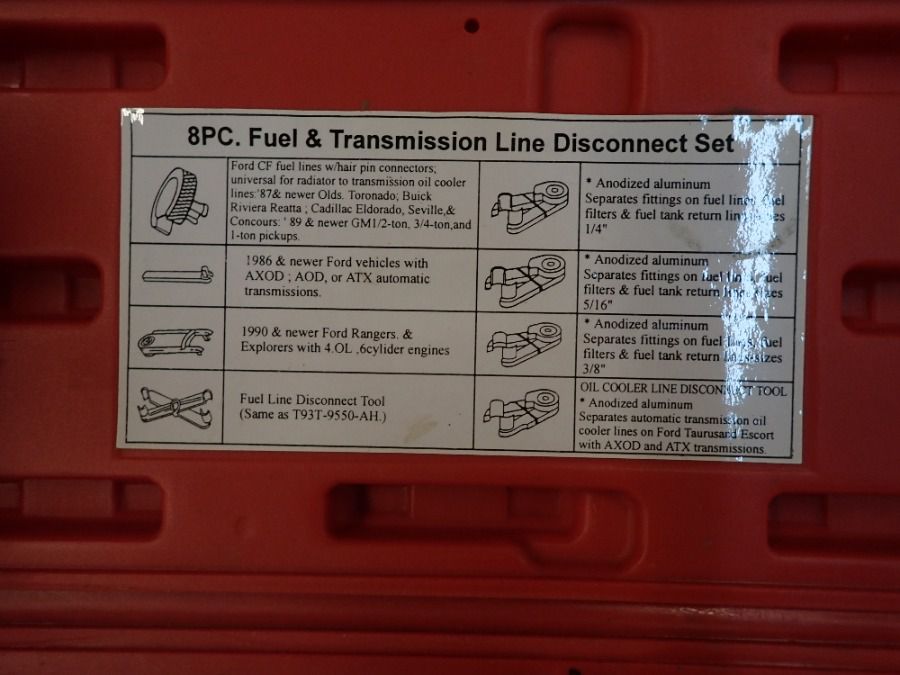 8PC. Fuel & Transmission Line Disconnect Set
Ford CF fuel lines w/hair pin connectors;
universal for radiator to transmission oil cooler
lines:'87& newer Olds. Toronado; Buick
Riviera Reatta ; Cadillac Eldorado, Seville,&
Concours: ' 89 & newer GM1/2-ton, 3/4-ton,and
1-ton pickups.
1986 & newer Ford vehicles with
AXOD ; AOD, or ATX automatic
transmissions.
1990 & newer Ford Rangers. &
Explorers with 4.OL ,6cylider engines
Fuel Line Disconnect Tool
(Same as T93T-9550-AH.)
* Anodized aluminum
Separates fittings on fuel lines, fuel
filters & fuel tank return lines-sizes
1/4"
* Anodized aluminum
Separates fittings on fuel lines, fuel
filters & fuel tank return lines-sizes
5/16"
* Anodized aluminum
Separates fittings on fuel lines, fuel
filters & fuel tank return lines-sizes
3/8"
OIL COOLER LINE DISCONNECT TOOL
* Anodized aluminum
Separates automatic transmission oil
cooler lines on Ford Taurusand Escort
with AXOD and ATX transmissions.